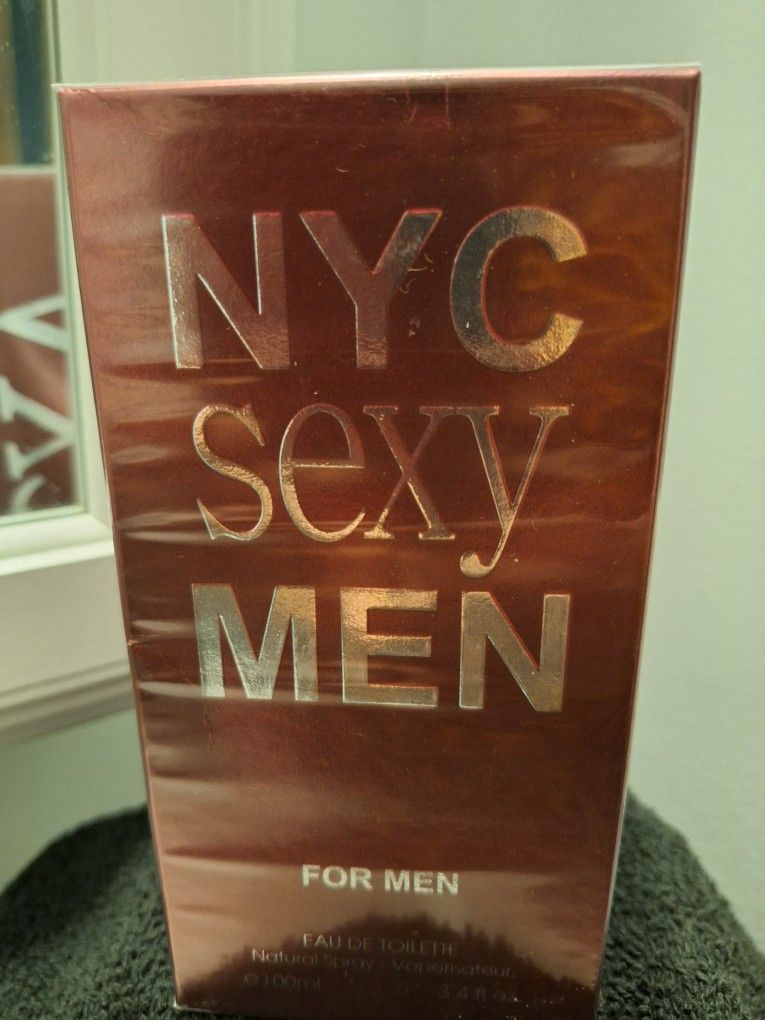 NYC
sexy
MEN
FOR MEN
EAU DE TOILETTE
Natural Spray - Vaporisateur
℮100ml 3.4 fl oz